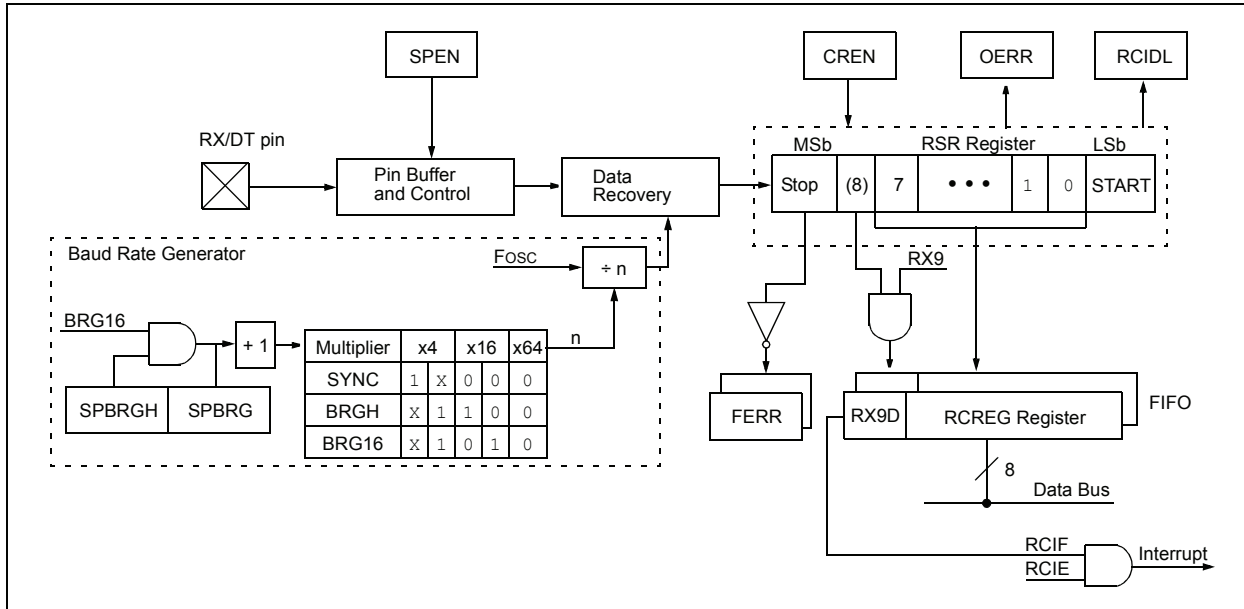 SPEN
CREN
OERR
RCIDL
RX/DT pin
Pin Buffer
and Control
Data
Recovery
MSb
RSR Register
LSb
Stop (8) 7 • • • 1 0 START
Baud Rate Generator
FOSC
÷ n
RX9
BRG16
+ 1
n
SPBRGH SPBRG
Multiplier x4 x16 x64
SYNC 1 X 0 0 0
BRGH X 1 1 0 0
BRG16 X 1 0 1 0
FERR
RX9D RCREG Register
FIFO
8
Data Bus
RCIF
RCIE
Interrupt